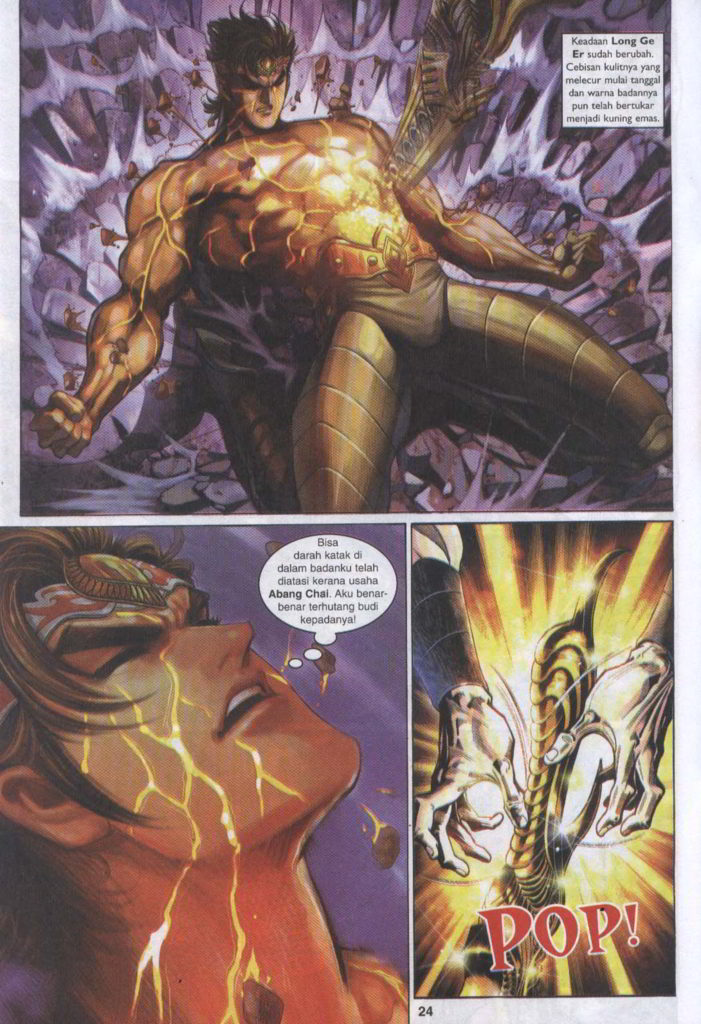 Keadaan Long Ge
Er sudah berubah.
Cebisan kulitnya yang
melecur mulai tanggal
dan warna badannya
pun telah bertukar
menjadi kuning emas.
Bisa
darah katak di
dalam badanku telah
diatasi kerana usaha
Abang Chai. Aku benar-
benar terhutang budi
kepadanya!
POP!
24